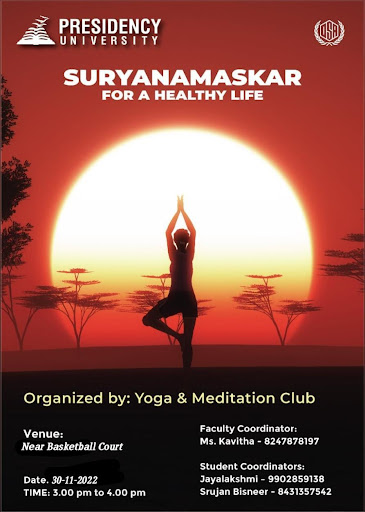 PRESIDENCY
UNIVERSITY
DSA
SURYANAMASKAR
FOR A HEALTHY LIFE
Organized by: Yoga & Meditation Club
Venue:
Near Basketball Court
Date. 30-11-2022
TIME: 3.00 pm to 4.00 pm
Faculty Coordinator:
Ms. Kavitha - 8247878197
Student Coordinators:
Jayalakshmi - 9902859138
Srujan Bisneer - 8431357542